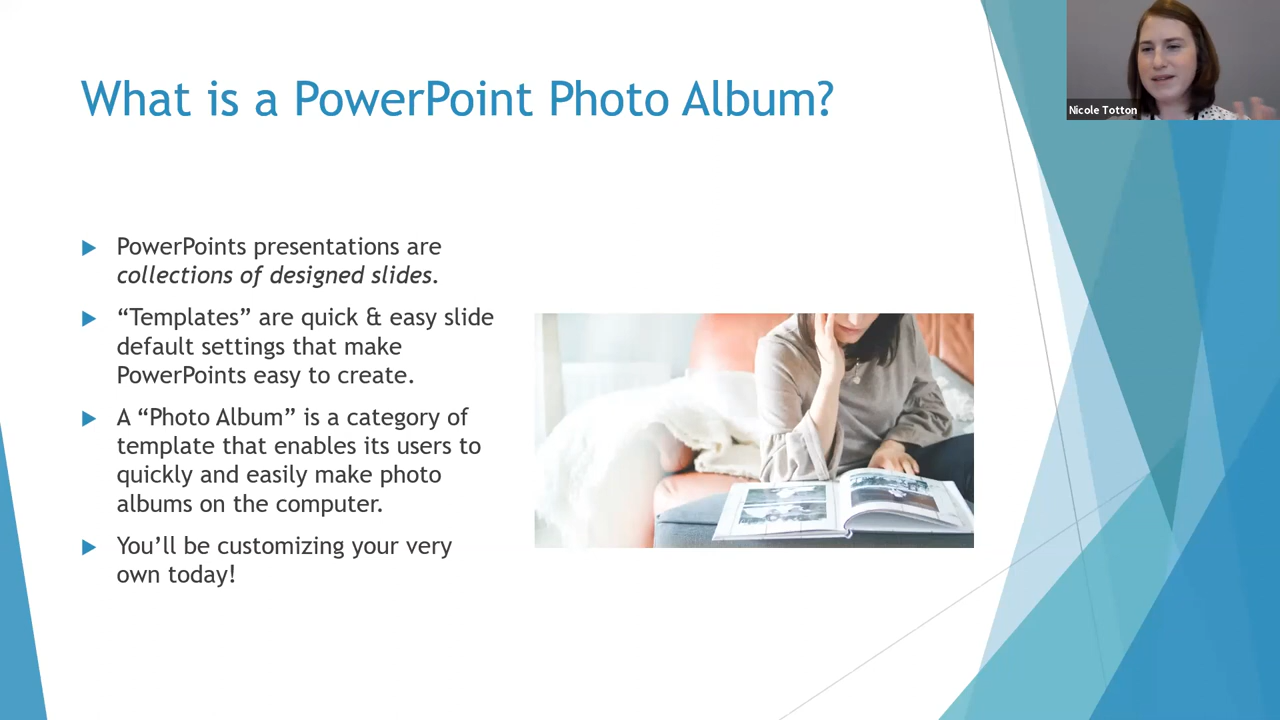 What is a PowerPoint Photo Album?
Nicole Totton
PowerPoints presentations are
collections of designed slides.
“Templates” are quick & easy slide
default settings that make
PowerPoints easy to create.
A “Photo Album” is a category of
template that enables its users to
quickly and easily make photo
albums on the computer.
You’ll be customizing your very
own today!